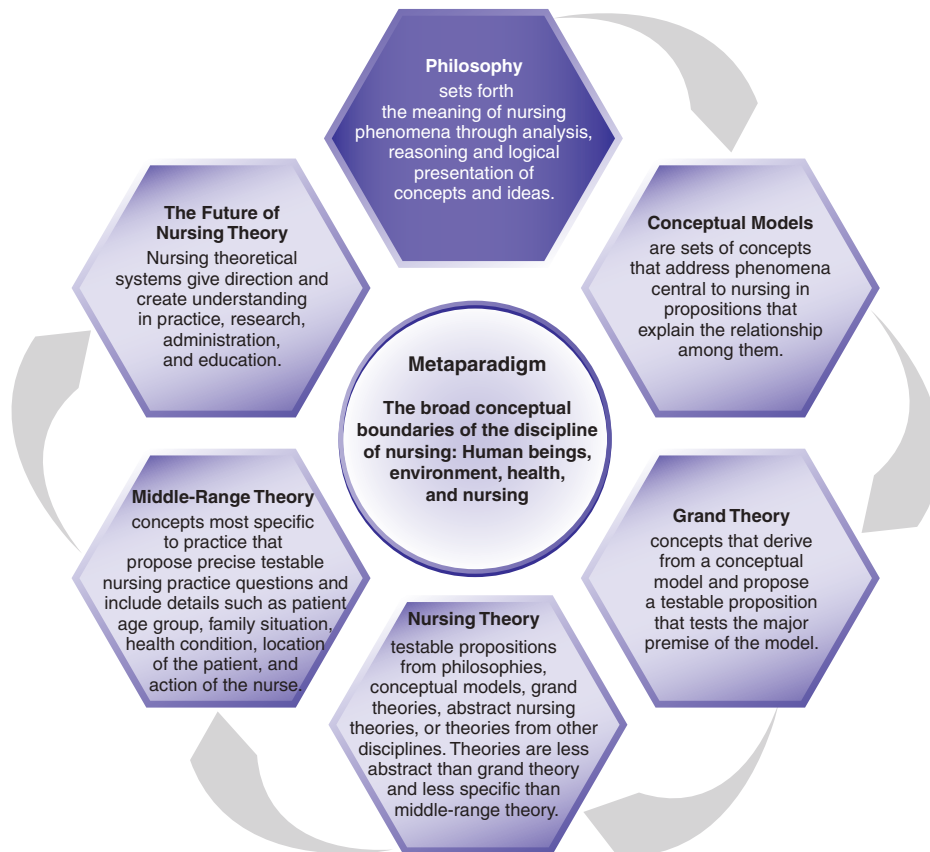 Philosophy
sets forth
the meaning of nursing
phenomena through analysis,
reasoning and logical
presentation of
concepts and ideas.
Conceptual Models
are sets of concepts
that address phenomena
central to nursing in
propositions that
explain the relationship
among them.
Grand Theory
concepts that derive
from a conceptual
model and propose
a testable proposition
that tests the major
premise of the model.
Nursing Theory
testable propositions
from philosophies,
conceptual models, grand
theories, abstract nursing
theories, or theories from other
disciplines. Theories are less
abstract than grand theory
and less specific than
middle-range theory.
Middle-Range Theory
concepts most specific
to practice that
propose precise testable
nursing practice questions and
include details such as patient
age group, family situation,
health condition, location
of the patient, and
action of the nurse.
The Future of
Nursing Theory
Nursing theoretical
systems give direction and
create understanding
in practice, research,
administration,
and education.
Metaparadigm
The broad conceptual
boundaries of the discipline
of nursing: Human beings,
environment, health,
and nursing